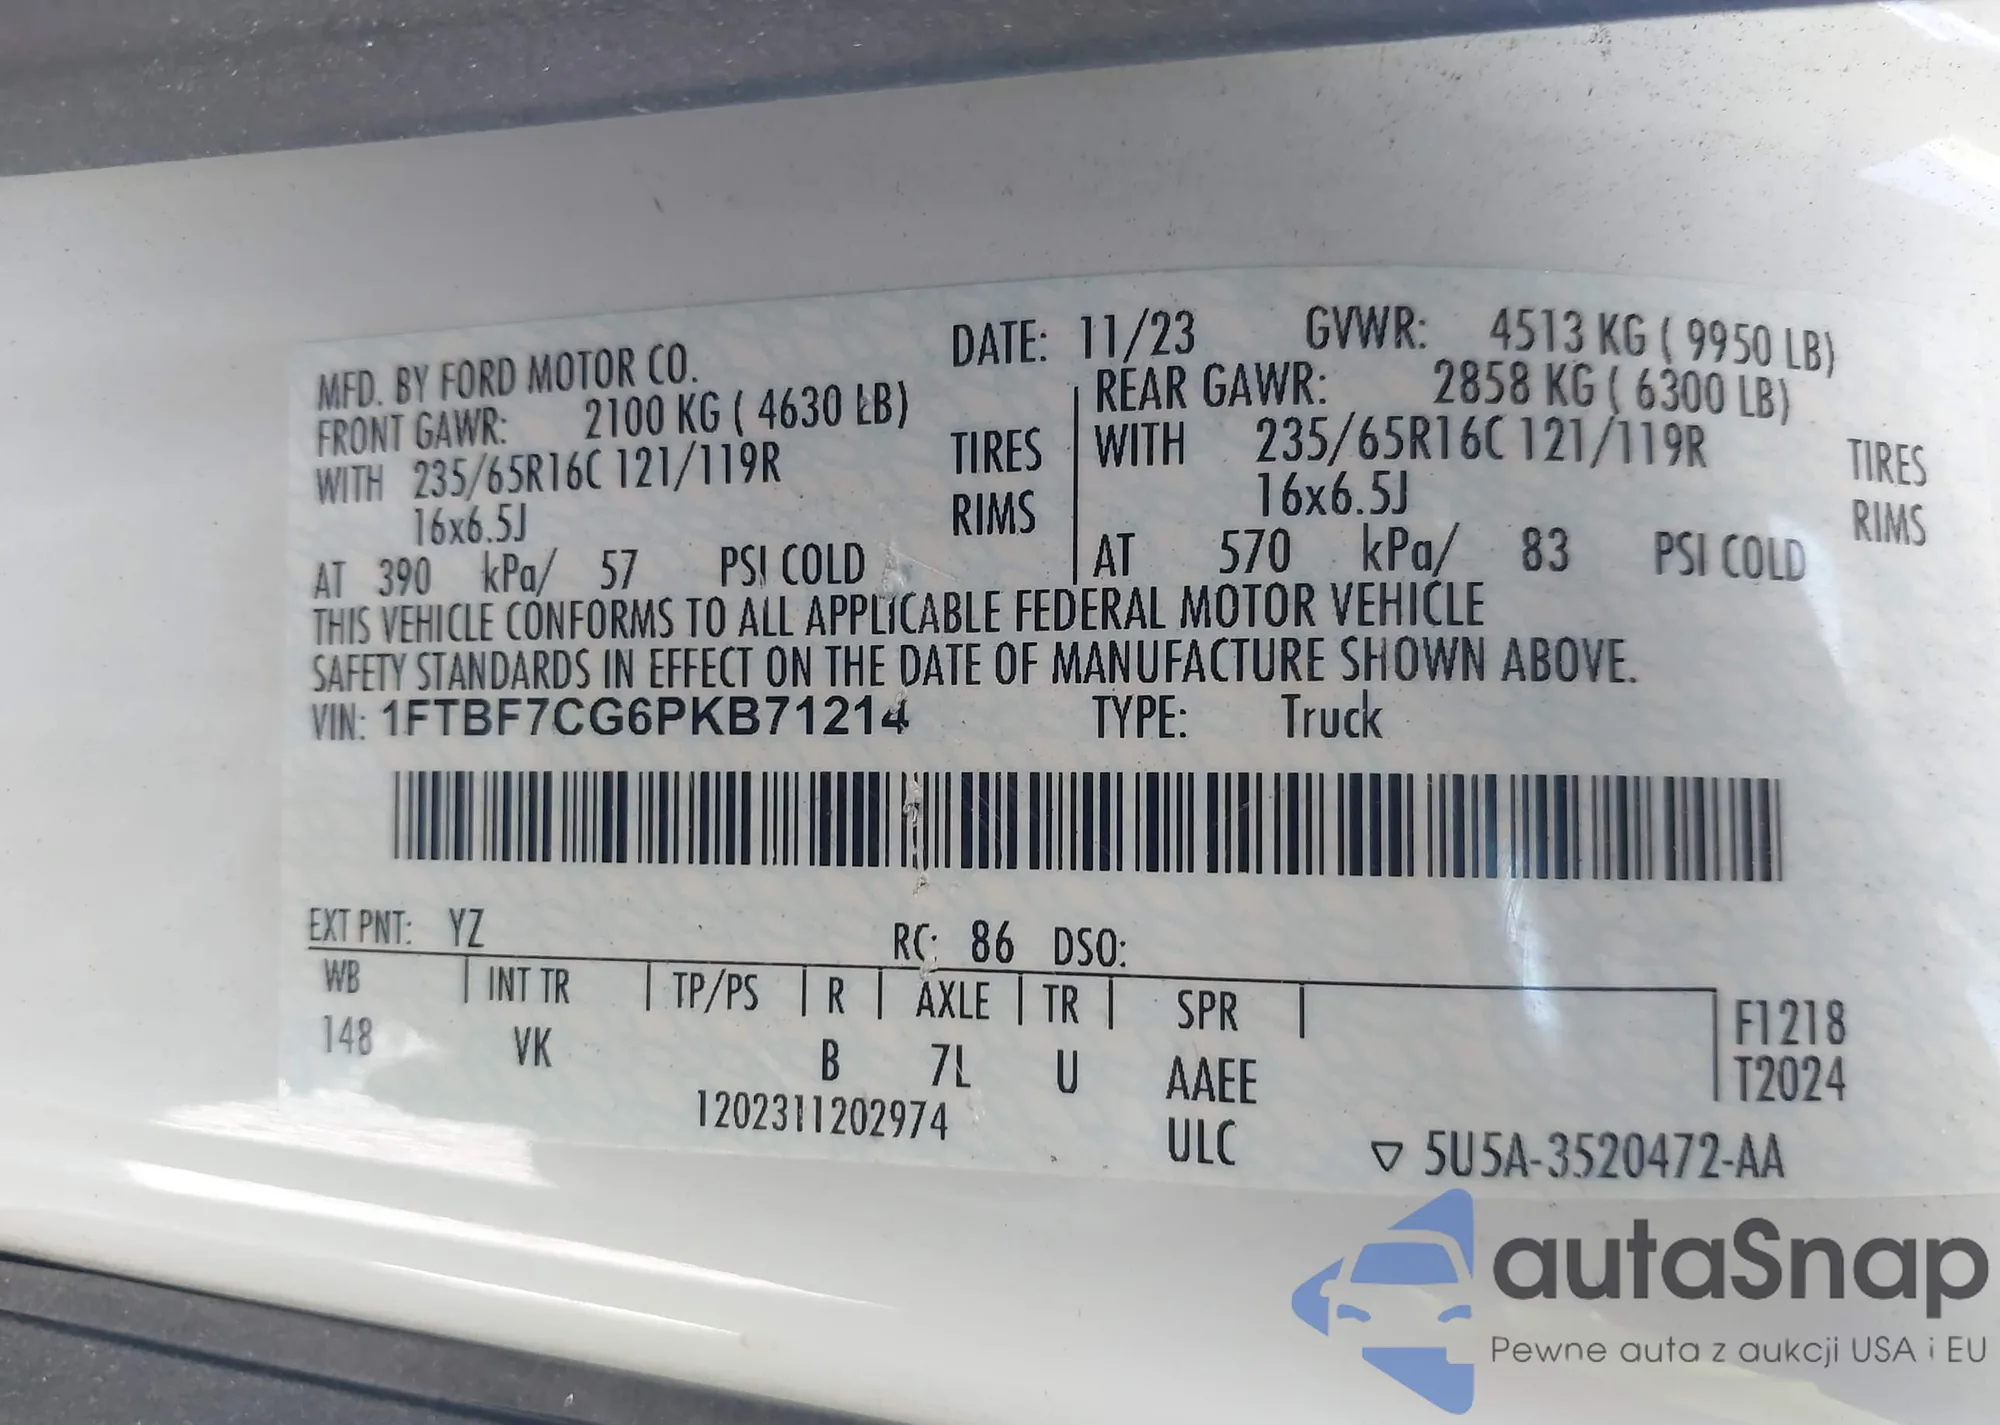 MFD. BY FORD MOTOR CO. DATE: 11/23 GVWR: 4513 KG ( 9950 LB)
FRONT GAWR: 2100 KG ( 4630 LB) REAR GAWR: 2858 KG ( 6300 LB)
WITH 235/65R16C 121/119R TIRES WITH 235/65R16C 121/119R TIRES
16x6.5J RIMS 16x6.5J RIMS
AT 390 kPa/ 57 PSI COLD AT 570 kPa/ 83 PSI COLD
THIS VEHICLE CONFORMS TO ALL APPLICABLE FEDERAL MOTOR VEHICLE
SAFETY STANDARDS IN EFFECT ON THE DATE OF MANUFACTURE SHOWN ABOVE.
VIN: 1FTBF7CG6PKB71214 TYPE: Truck
EXT PNT: YZ RC: 86 DSO:
WB INT TR TP/PS R AXLE TR SPR F1218
148 VK B 7L U AAEE T2024
1202311202974 ULC ▽ 5U5A-3520472-AA
autaSnap
Pewne auta z aukcji USA i EU